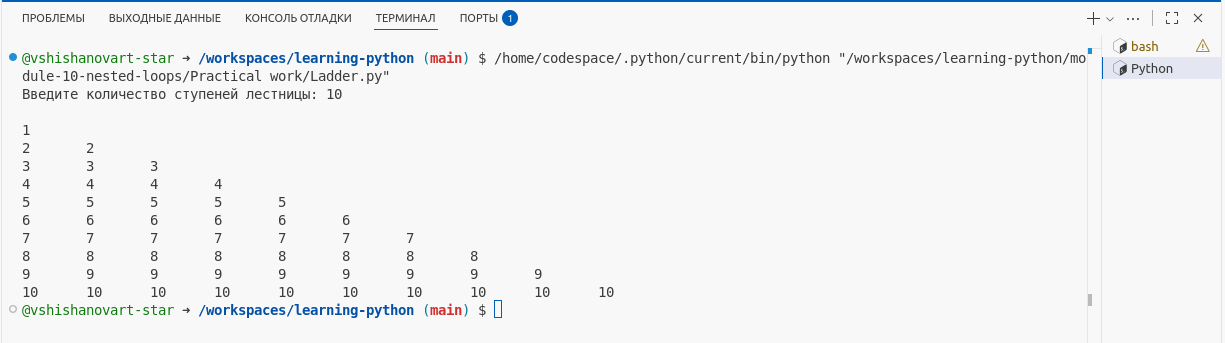 ПРОБЛЕМЫ ВЫХОДНЫЕ ДАННЫЕ КОНСОЛЬ ОТЛАДКИ ТЕРМИНАЛ ПОРТЫ 1
@vshishanovart-star ➜ /workspaces/learning-python (main) $ /home/codespace/.python/current/bin/python "/workspaces/learning-python/mo
dule-10-nested-loops/Practical work/Ladder.py"
Введите количество ступеней лестницы: 10
1
2 2
3 3 3
4 4 4 4
5 5 5 5 5
6 6 6 6 6 6
7 7 7 7 7 7 7
8 8 8 8 8 8 8 8
9 9 9 9 9 9 9 9 9
10 10 10 10 10 10 10 10 10 10
@vshishanovart-star ➜ /workspaces/learning-python (main) $
bash
Python